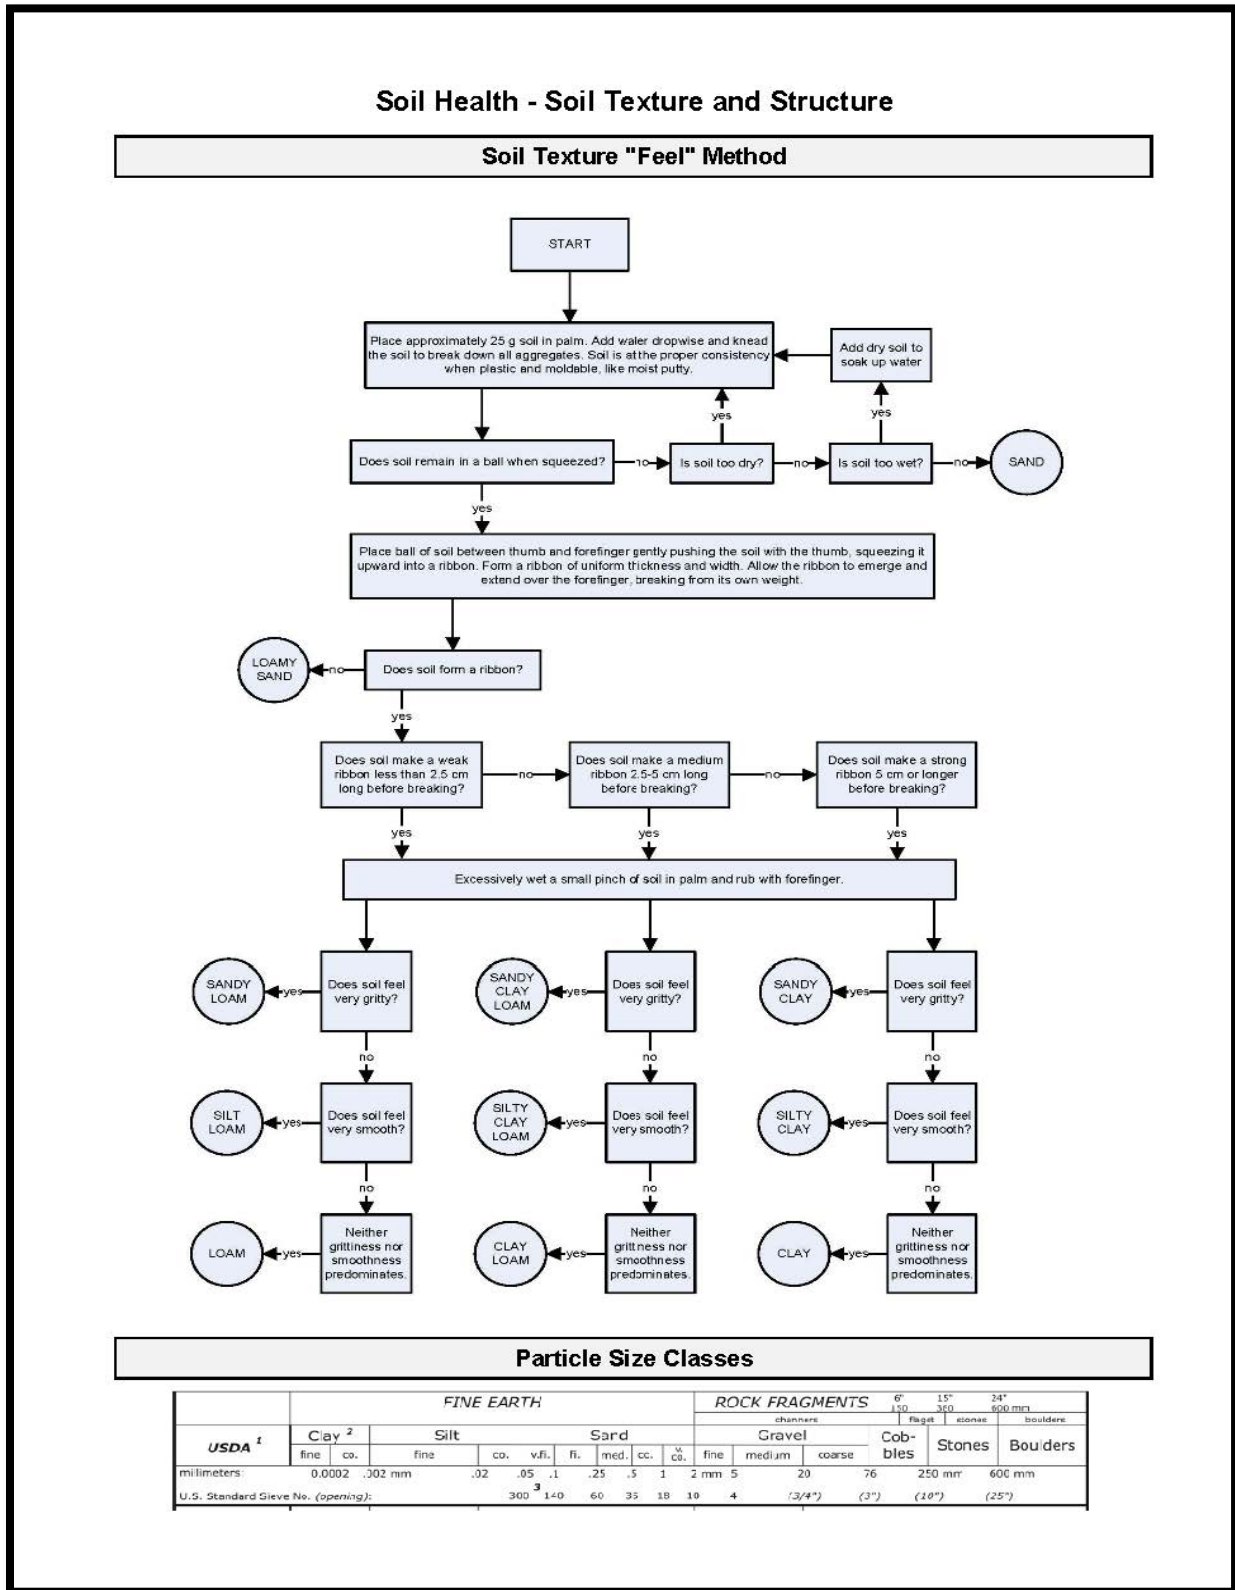 Soil Health - Soil Texture and Structure
Soil Texture "Feel" Method
START
Place approximately 25 g soil in palm. Add water dropwise and knead
the soil to break down all aggregates. Soil is at the proper consistency
when plastic and moldable, like moist putty.
Add dry soil to
soak up water
yes
yes
Does soil remain in a ball when squeezed?
no
Is soil too dry?
no
Is soil too wet?
no
SAND
yes
Place ball of soil between thumb and forefinger gently pushing the soil with the thumb, squeezing it
upward into a ribbon. Form a ribbon of uniform thickness and width. Allow the ribbon to emerge and
extend over the forefinger, breaking from its own weight.
LOAMY
SAND
no
Does soil form a ribbon?
yes
Does soil make a weak
ribbon less than 2.5 cm
long before breaking?
no
Does soil make a medium
ribbon 2.5-5 cm long
before breaking?
no
Does soil make a strong
ribbon 5 cm or longer
before breaking?
yes
yes
yes
Excessively wet a small pinch of soil in palm and rub with forefinger.
SANDY
LOAM
yes
Does soil feel
very gritty?
SANDY
CLAY
LOAM
yes
Does soil feel
very gritty?
SANDY
CLAY
yes
Does soil feel
very gritty?
no
no
no
SILT
LOAM
yes
Does soil feel
very smooth?
SILTY
CLAY
LOAM
yes
Does soil feel
very smooth?
SILTY
CLAY
yes
Does soil feel
very smooth?
no
no
no
LOAM
yes
Neither
grittiness nor
smoothness
predominates.
CLAY
LOAM
yes
Neither
grittness nor
smoothness
predominates.
CLAY
yes
Neither
grittiness nor
smoothness
predominates.
Particle Size Classes
FINE EARTH ROCK FRAGMENTS 6" 15" 24"
150 380 600 mm
channers flagst stones boulders
USDA 1 Clay 2 Silt Sand Gravel Cob-
bles Stones Boulders
fine co. fine co. v.fi. fi. med. co. v.
co. fine medium coarse
millimeters: 0.0002 .002 mm .02 .05 .1 .25 .5 1 2 mm 5 20 76 250 mm 600 mm
U.S. Standard Sieve No. (opening): 300 3 140 60 35 18 10 4 (3/4") (3") (10") (25")